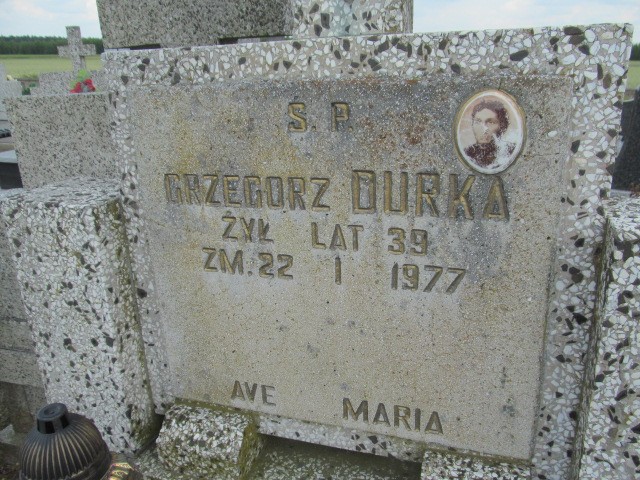 S. P.
GRZEGORZ DURKA
ŻYŁ LAT 39
ZM. 22 I 1977
AVE MARIA